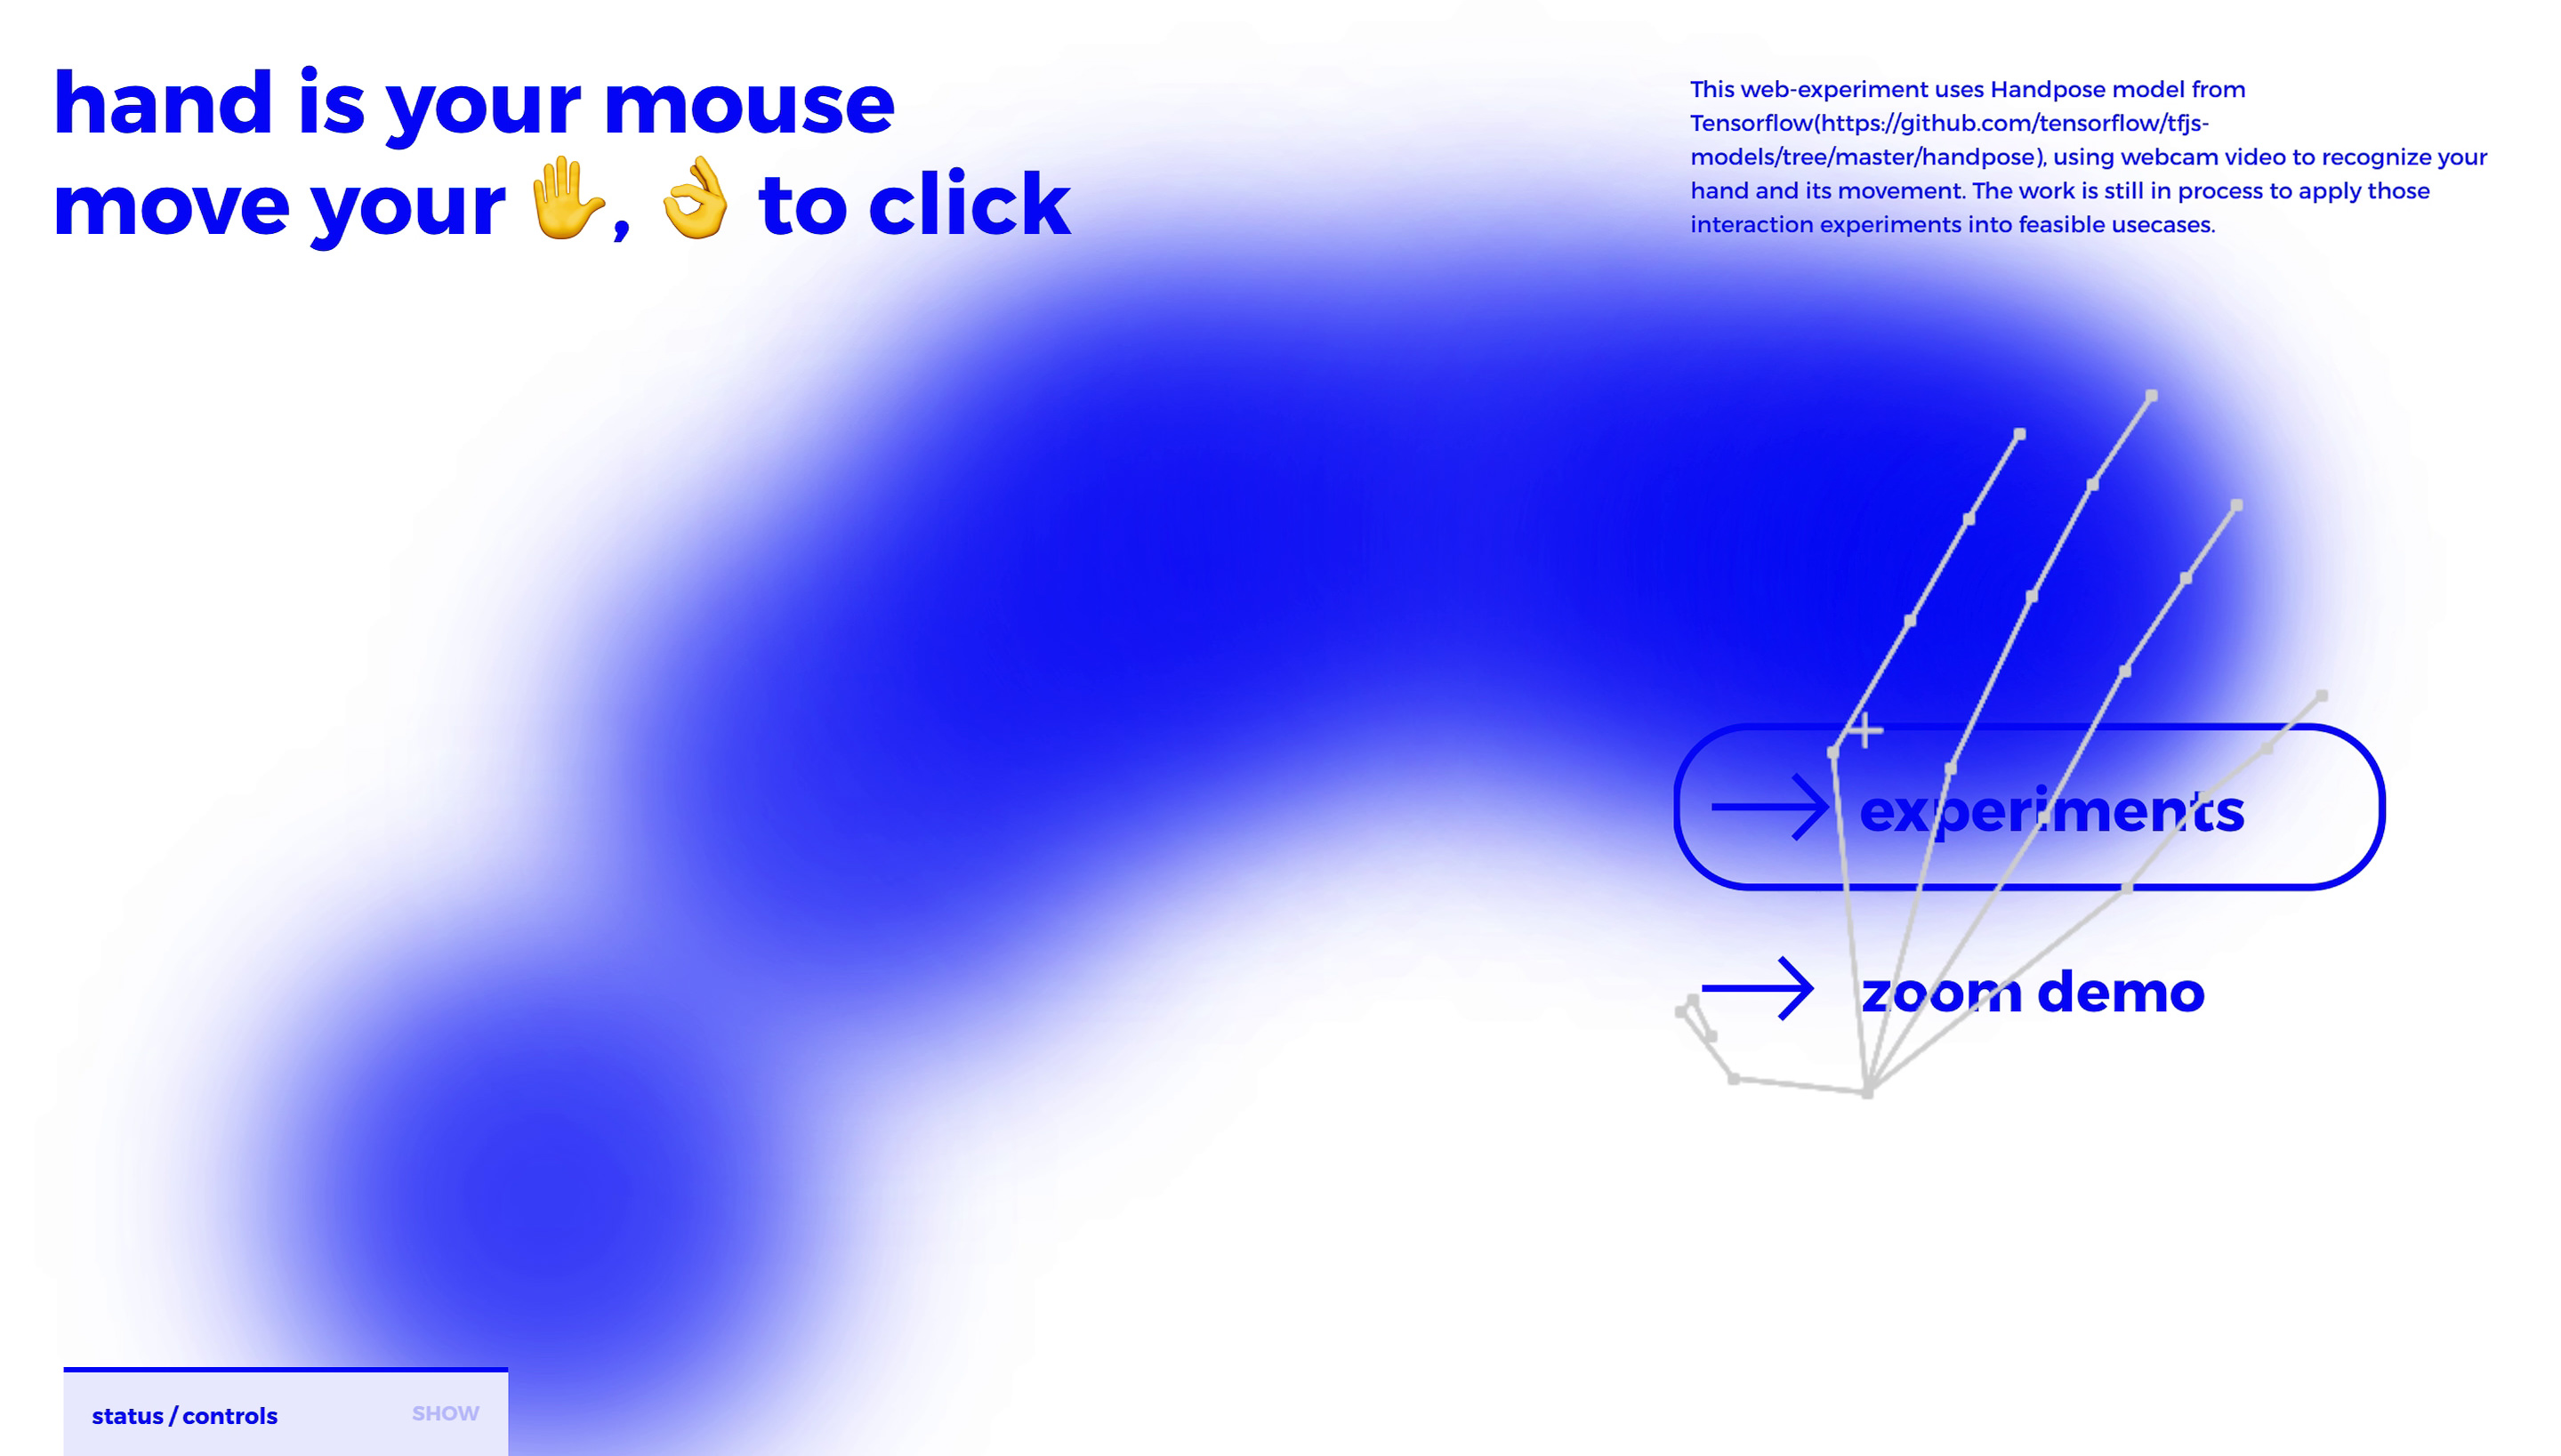 hand is your mouse
move your ✋, 👌 to click
This web-experiment uses Handpose model from
Tensorflow(https://github.com/tensorflow/tfjs-
models/tree/master/handpose), using webcam video to recognize your
hand and its movement. The work is still in process to apply those
interaction experiments into feasible usecases.
experiments
zoom demo
status / controls
SHOW